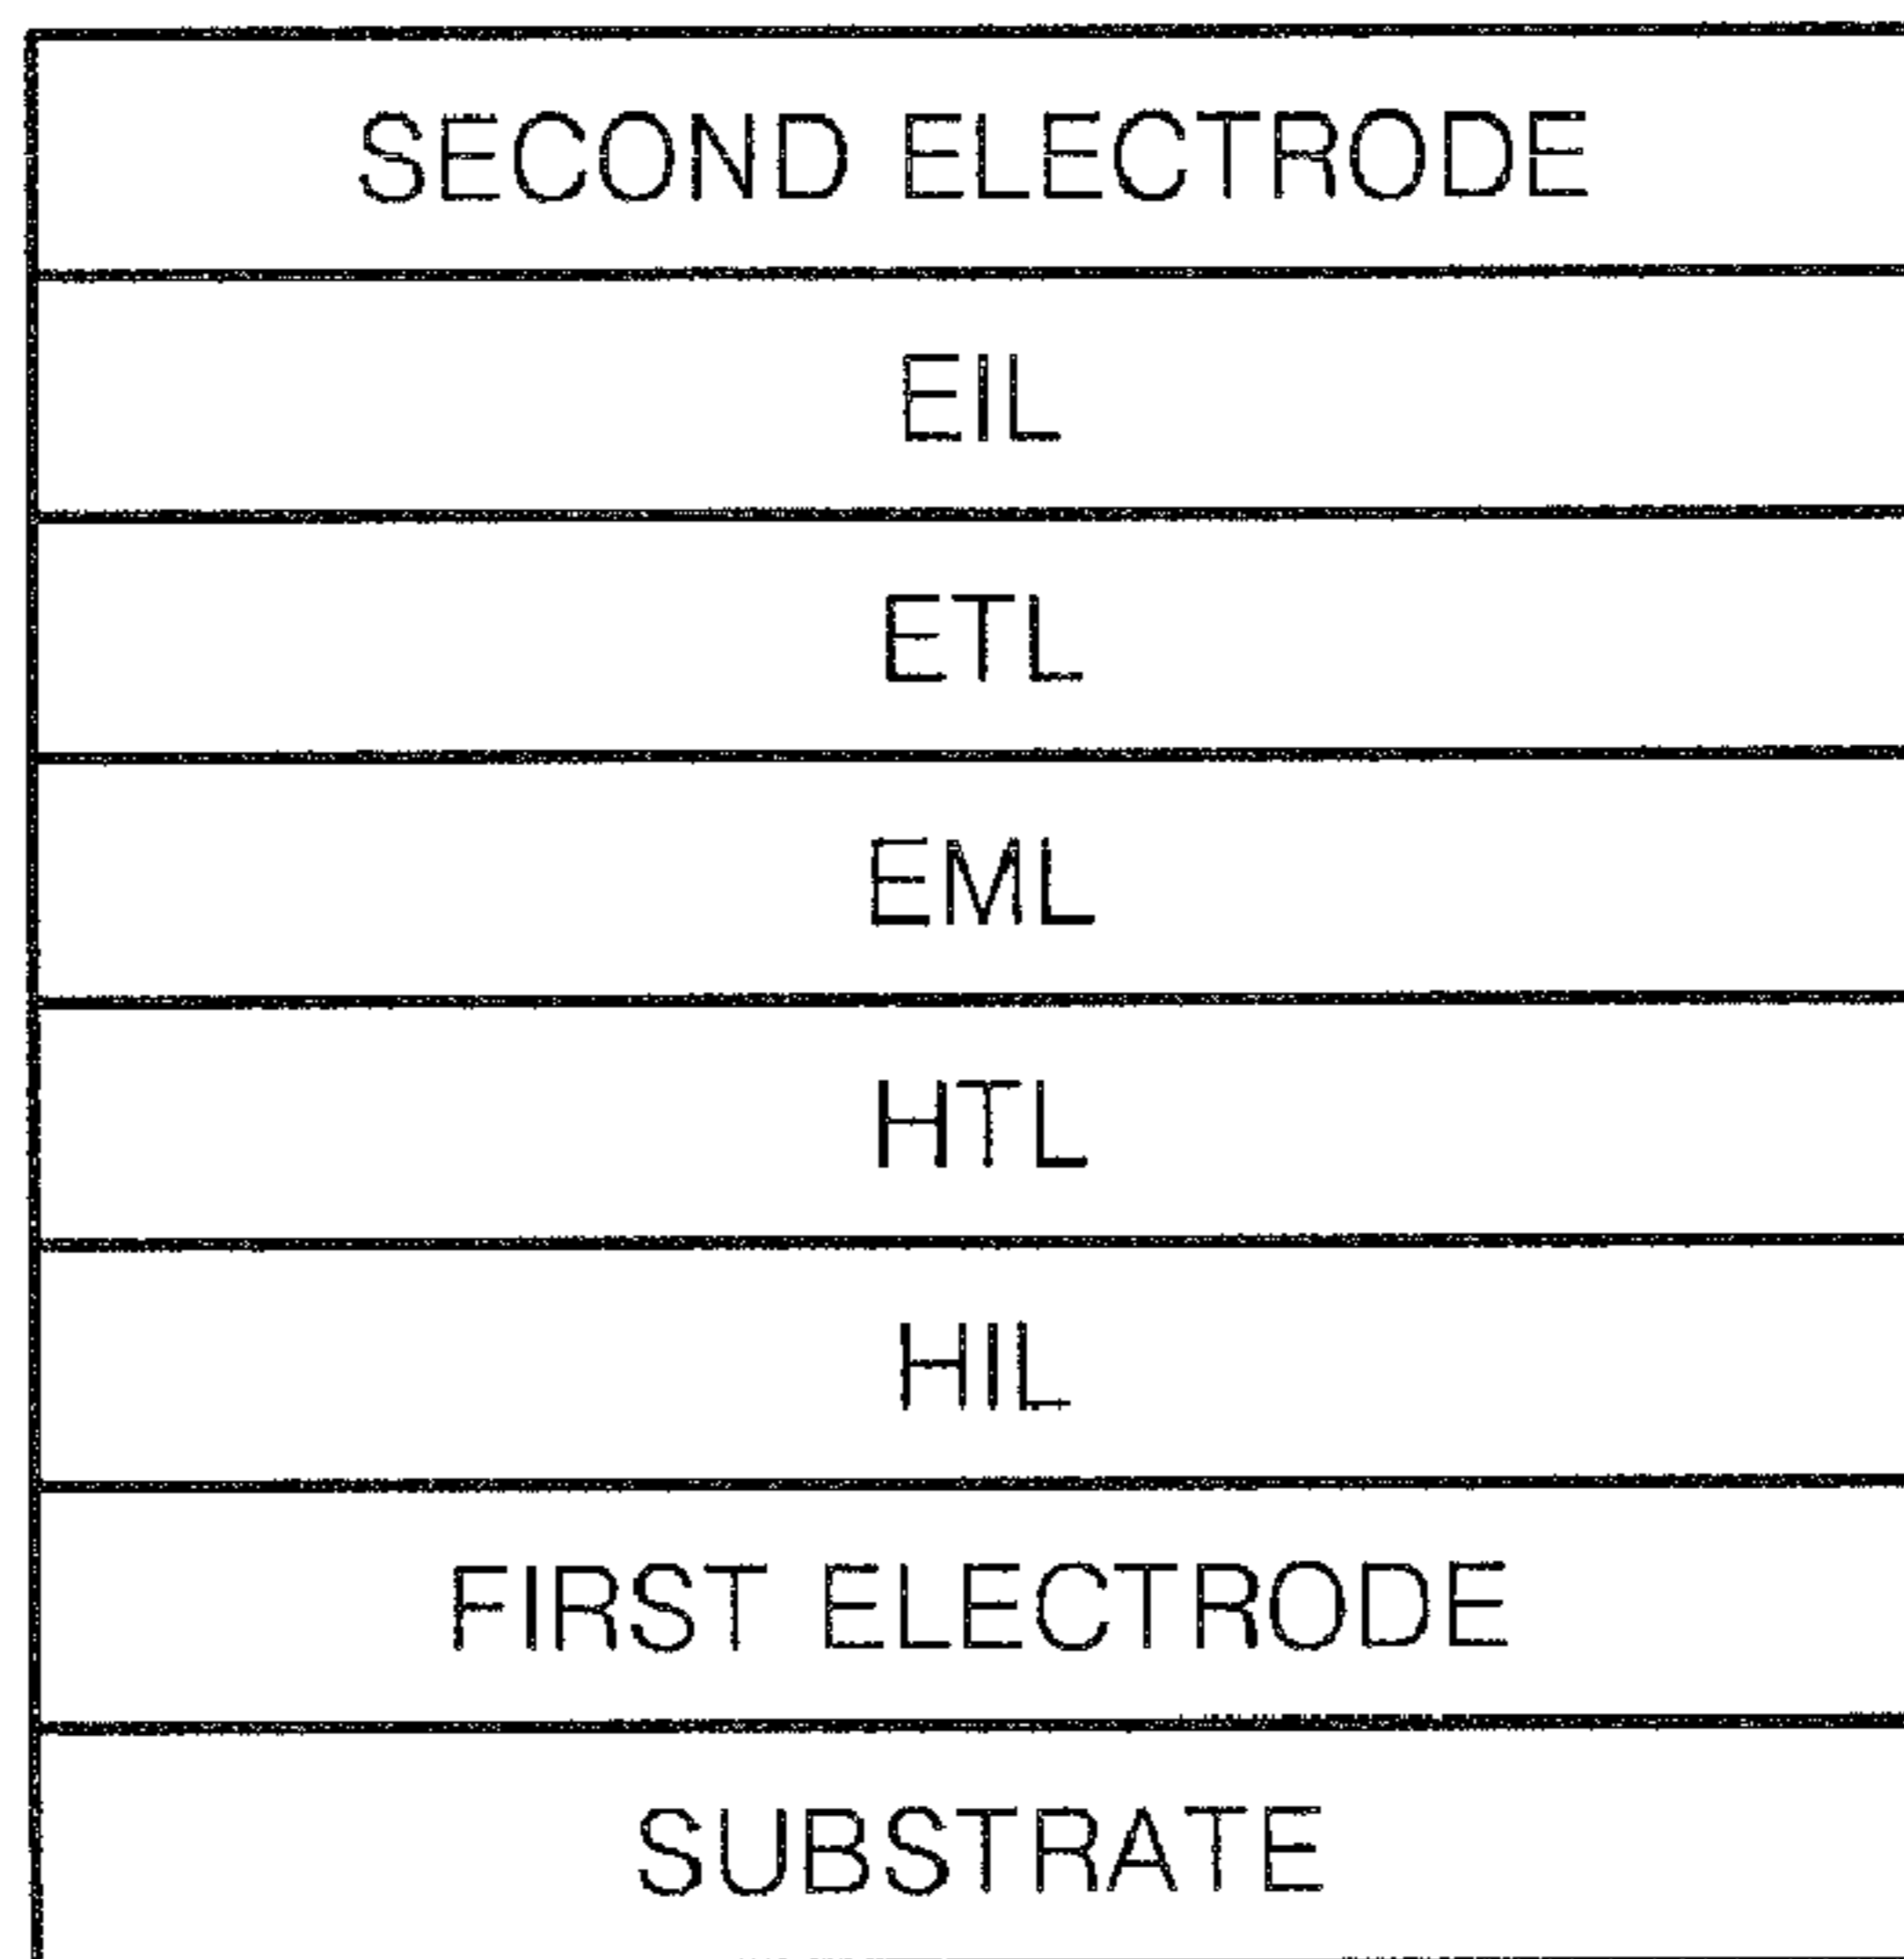 SECOND ELECTRODE
EIL
ETL
EML
HTL
HIL
FIRST ELECTRODE
SUBSTRATE